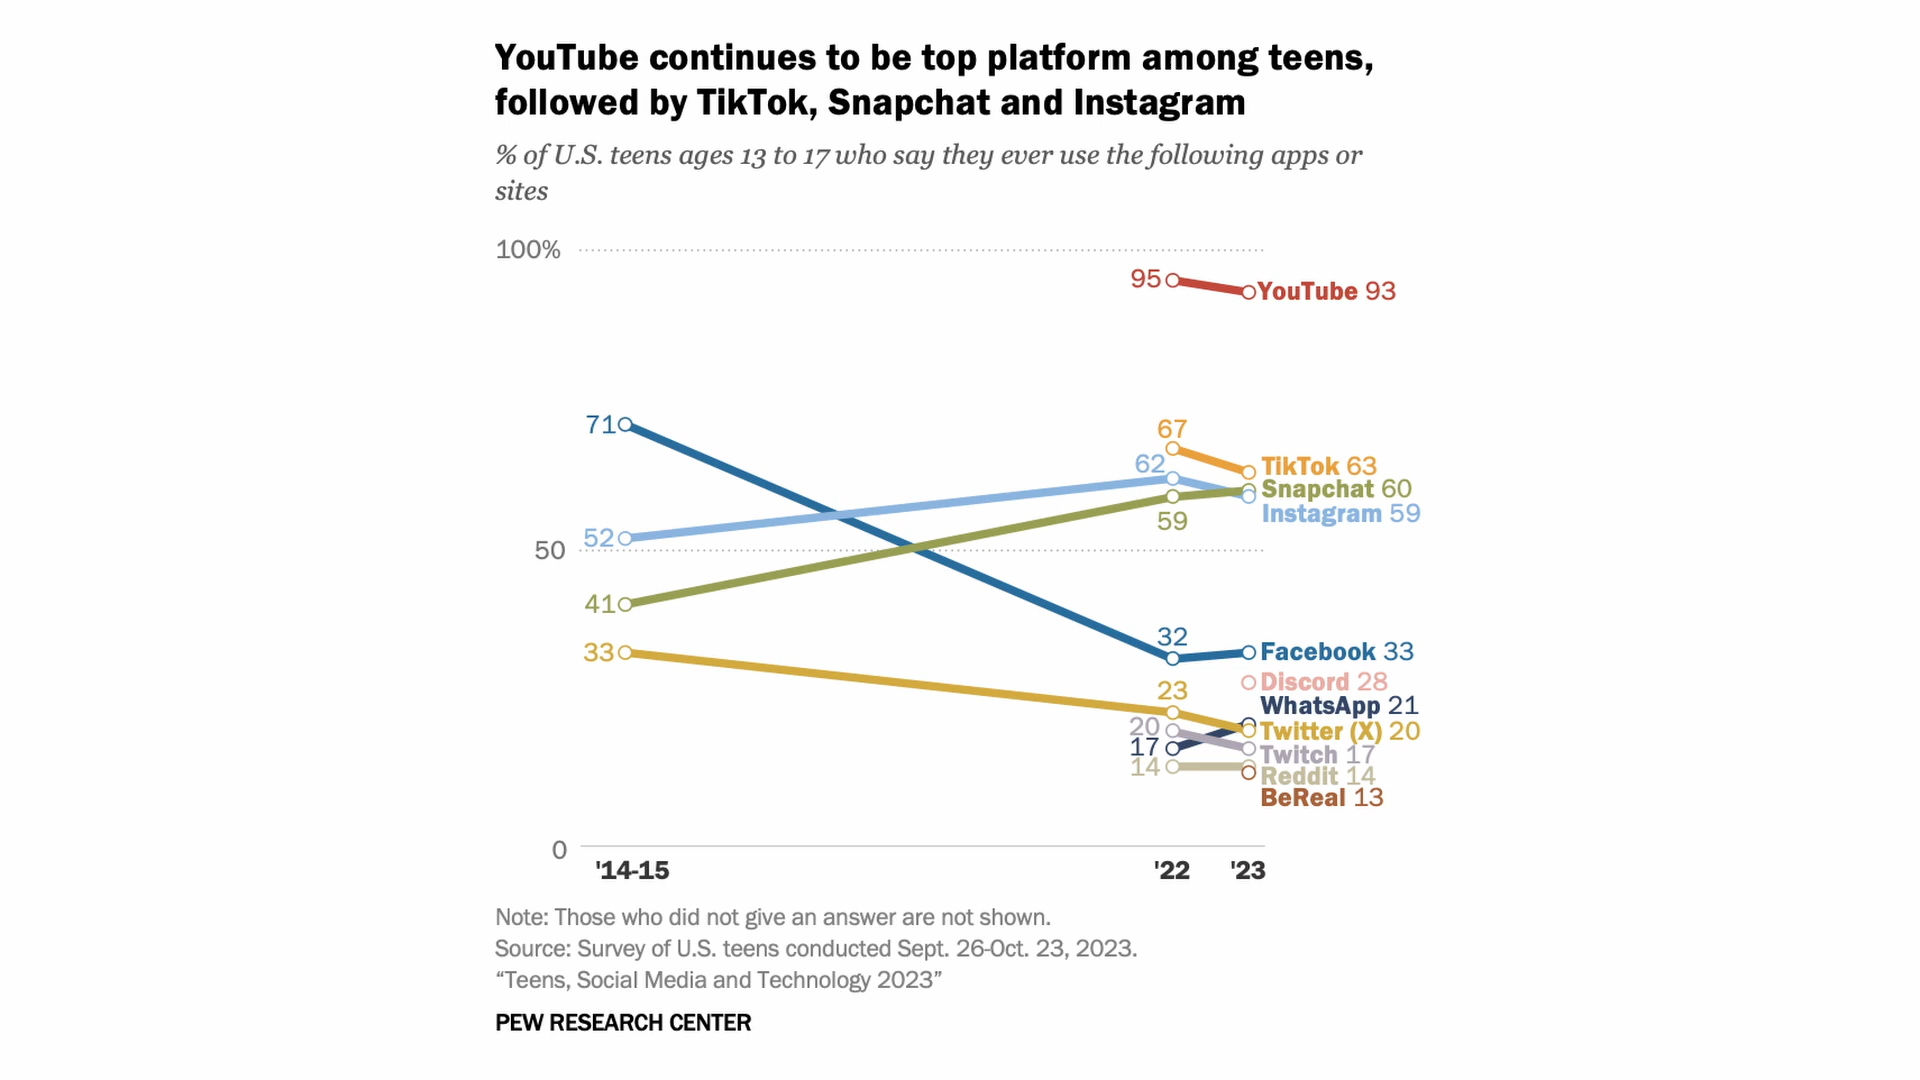 YouTube continues to be top platform among teens,
followed by TikTok, Snapchat and Instagram
% of U.S. teens ages 13 to 17 who say they ever use the following apps or
sites
100%
95
YouTube 93
71
67
TikTok 63
62
Snapchat 60
Instagram 59
59
52
50
41
33
32
Facebook 33
Discord 28
23
WhatsApp 21
20
Twitter (X) 20
17
Twitch 17
14
Reddit 14
BeReal 13
0
'14-15
'22
'23
Note: Those who did not give an answer are not shown.
Source: Survey of U.S. teens conducted Sept. 26-Oct. 23, 2023.
“Teens, Social Media and Technology 2023”
PEW RESEARCH CENTER